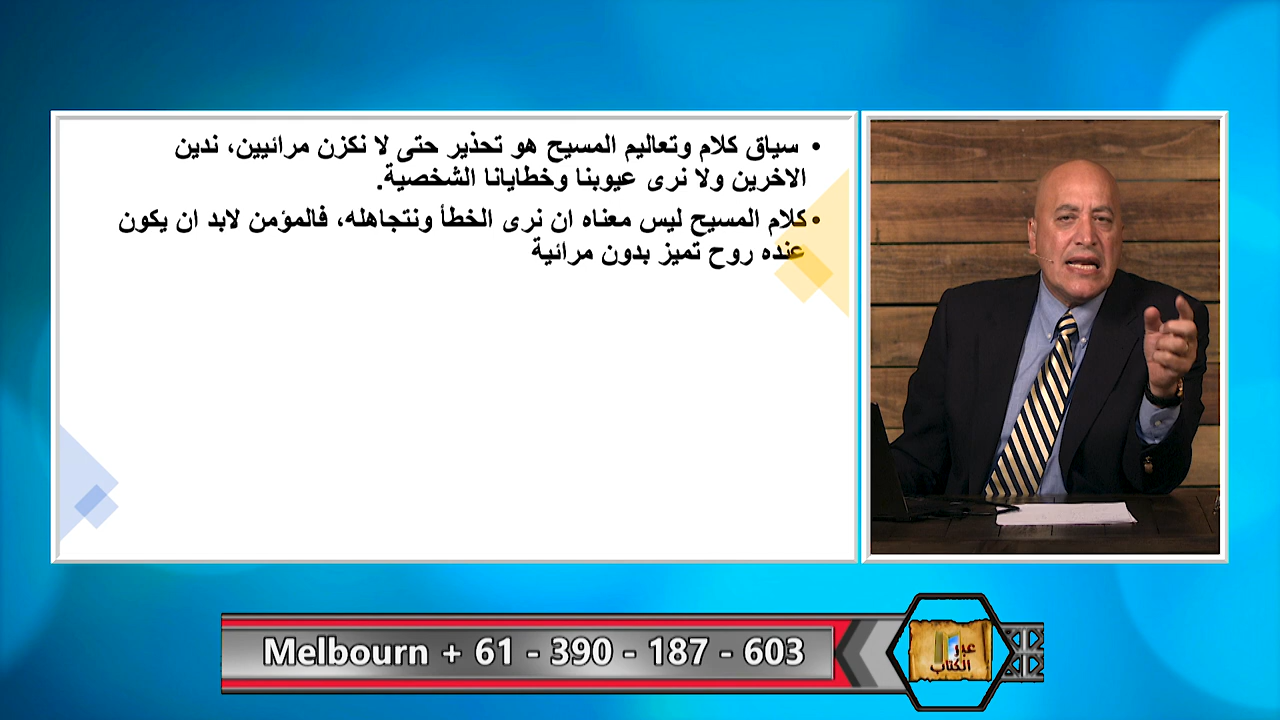 • سياق كلام وتعاليم المسيح هو تحذير حتى لا نكزن مرائيين، ندين
الاخرين ولا نرى عيوبنا وخطايانا الشخصية.
• كلام المسيح ليس معناه ان نرى الخطأ ونتجاهله، فالمؤمن لابد ان يكون
عنده روح تميز بدون مرائية
Melbourn + 61 - 390 - 187 - 603
عبر
الكتاب